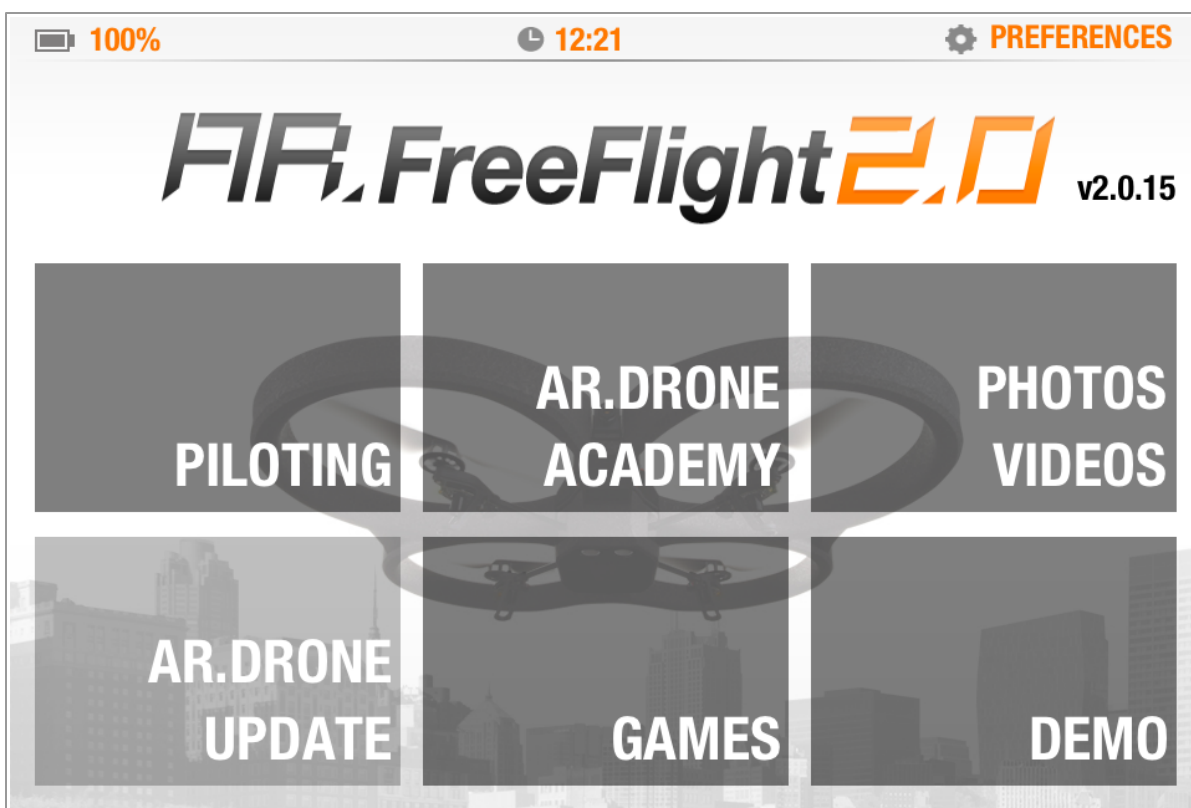 100% 12:21 PREFERENCES
AR.FreeFlight2.0 v2.0.15
PILOTING
AR.DRONE
ACADEMY
PHOTOS
VIDEOS
AR.DRONE
UPDATE
GAMES
DEMO